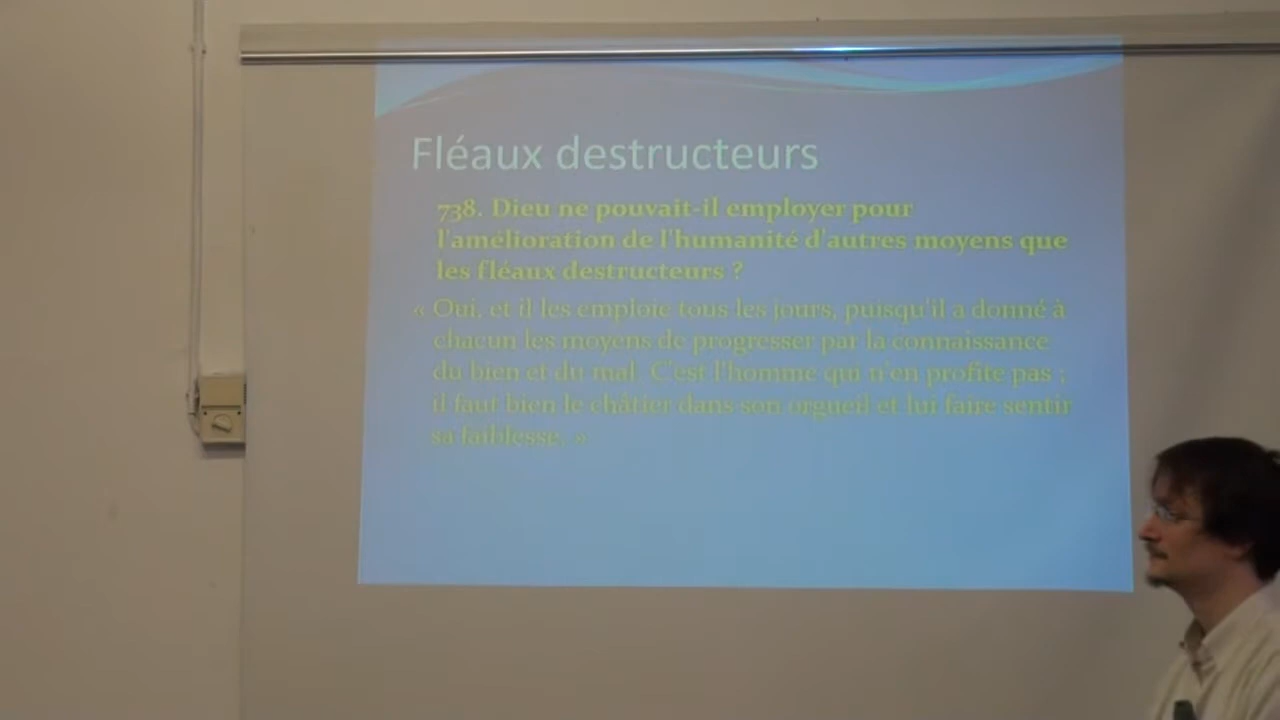 Fléaux destructeurs
738. Dieu ne pouvait-il employer pour
l'amélioration de l'humanité d'autres moyens que
les fléaux destructeurs ?
« Oui, et il les emploie tous les jours, puisqu'il a donné à
chacun les moyens de progresser par la connaissance
du bien et du mal. C'est l'homme qui n'en profite pas ;
il faut bien le châtier dans son orgueil et lui faire sentir
sa faiblesse. »